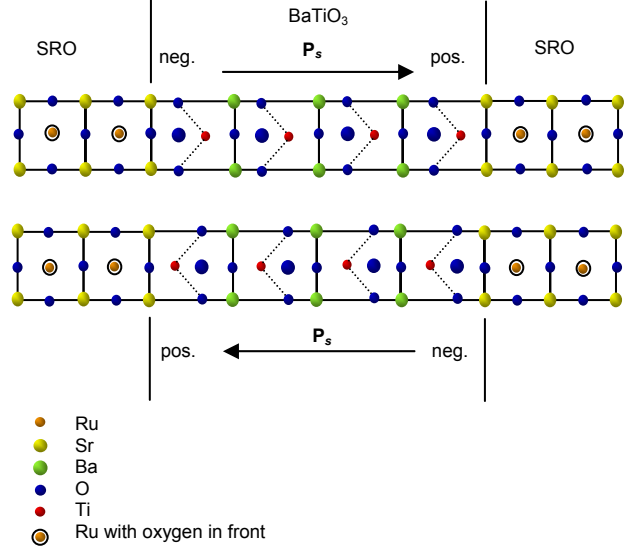 BaTiO₃
SRO
SRO
neg.
Pₛ
pos.
pos.
Pₛ
neg.
Ru
Sr
Ba
O
Ti
Ru with oxygen in front